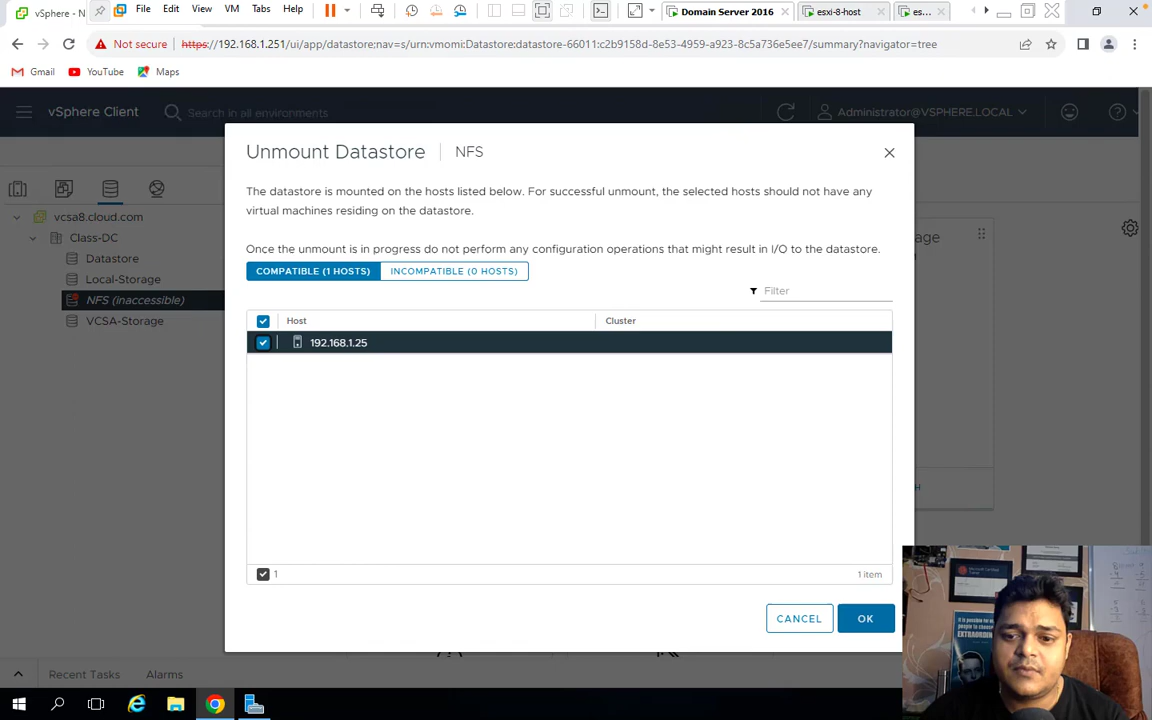 vSphere - N
File Edit View VM Tabs Help
Domain Server 2016
esxi-8-host
es...
Not secure
https://192.168.1.251/ui/app/datastore;nav=s/urn:vmomi:Datastore:datastore-66011:c2b9158d-8e53-4959-a923-8c5a736e5ee7/summary?navigator=tree
Gmail YouTube Maps
vSphere Client
Search in all environments
Administrator@VSPHERE.LOCAL
Unmount Datastore
NFS
The datastore is mounted on the hosts listed below. For successful unmount, the selected hosts should not have any
virtual machines residing on the datastore.
Once the unmount is in progress do not perform any configuration operations that might result in I/O to the datastore.
COMPATIBLE (1 HOSTS) INCOMPATIBLE (0 HOSTS)
Filter
Host Cluster
192.168.1.25
1
1 item
CANCEL OK
vcsa8.cloud.com
Class-DC
Datastore
Local-Storage
NFS (inaccessible)
VCSA-Storage
age
H
Recent Tasks Alarms
EXTRAORDIN